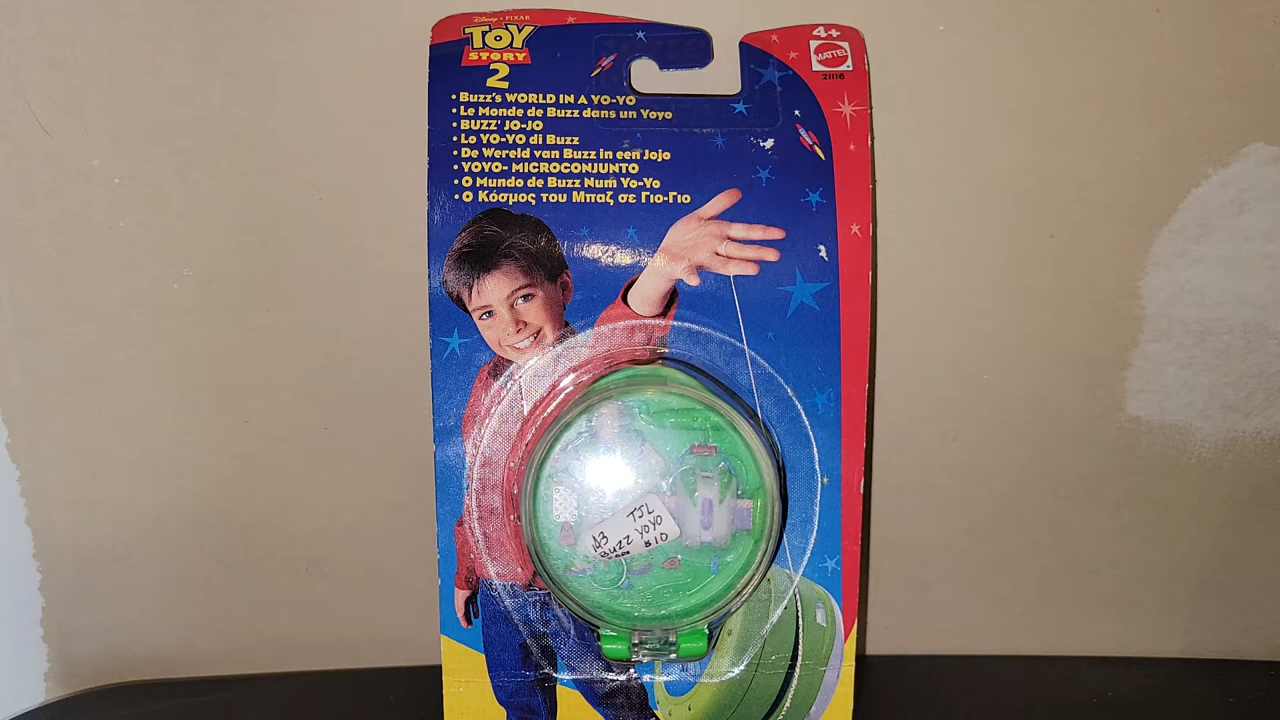 Disney • PIXAR
TOY
STORY
2
4+
MATTEL
21116
• Buzz's WORLD IN A YO-YO
• Le Monde de Buzz dans un Yoyo
• BUZZ' JO-JO
• Lo YO-YO di Buzz
• De Wereld van Buzz in een Jojo
• YOYO- MICROCONJUNTO
• O Mundo de Buzz Num Yo-Yo
• Ο Κόσμος του Μπαζ σε Γιο-Γιο
A3 TJL
BUZZ YOYO
$10